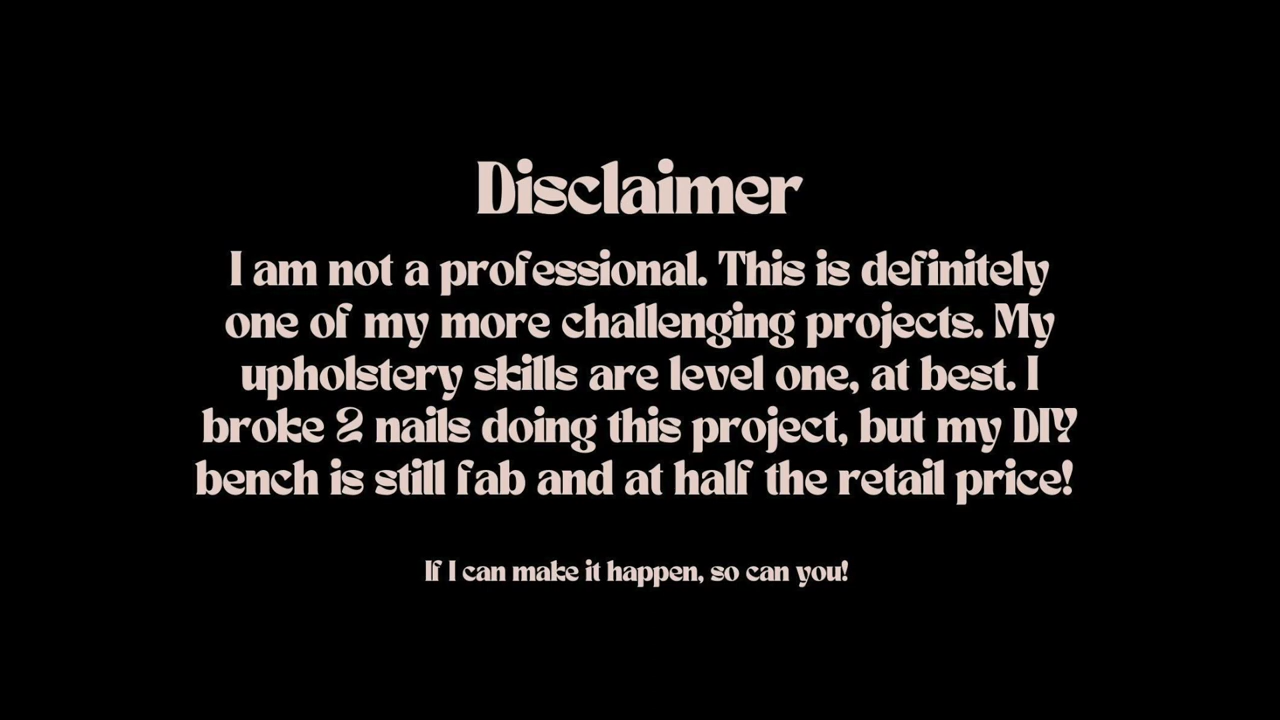 Disclaimer
I am not a professional. This is definitely
one of my more challenging projects. My
upholstery skills are level one, at best. I
broke 2 nails doing this project, but my DIY
bench is still fab and at half the retail price!
If I can make it happen, so can you!